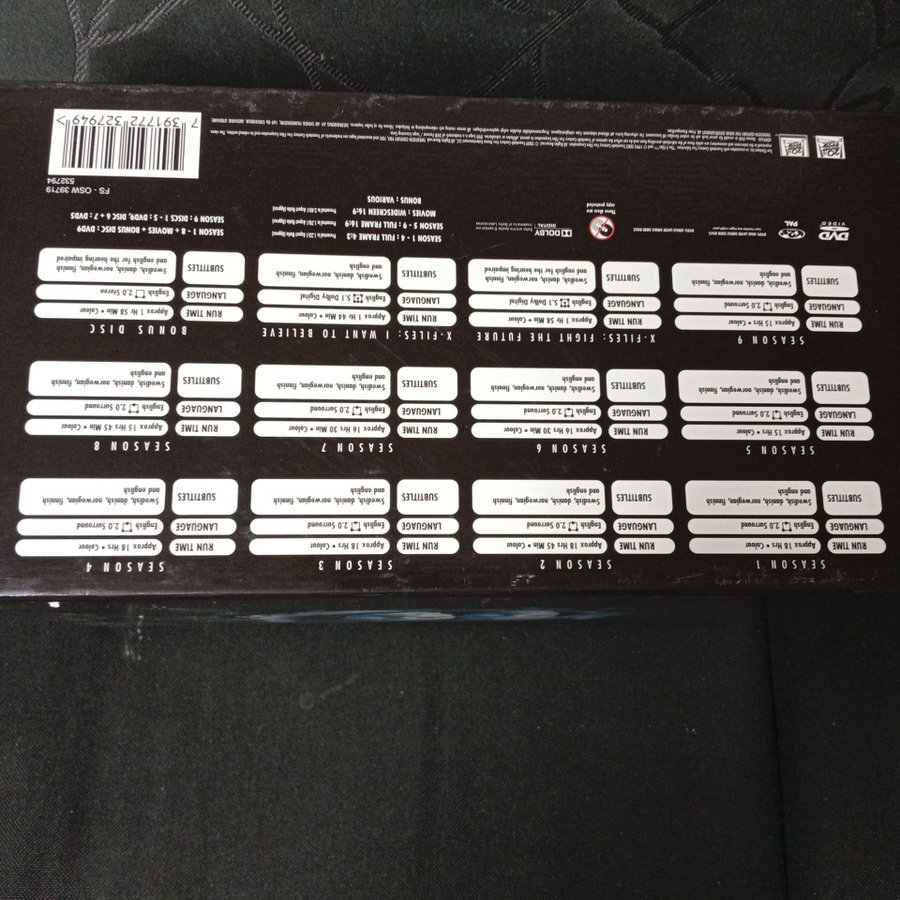 SEASON 1
RUN TIME Approx 18 Hrs • Colour
LANGUAGE English 2.0 Surround
SUBTITLES Swedish, danish, norwegian, finnish
SEASON 2
RUN TIME Approx 18 Hrs 45 Min • Colour
LANGUAGE English 2.0 Surround
SUBTITLES Swedish, danish, norwegian, finnish
and english
SEASON 3
RUN TIME Approx 18 Hrs • Colour
LANGUAGE English 2.0 Surround
SUBTITLES Swedish, danish, norwegian, finnish
and english
SEASON 4
RUN TIME Approx 18 Hrs • Colour
LANGUAGE English 2.0 Surround
SUBTITLES Swedish, danish, norwegian, finnish
and english
SEASON 5
RUN TIME Approx 15 Hrs • Colour
LANGUAGE English 2.0 Surround
SUBTITLES Swedish, danish, norwegian, finnish
and english
SEASON 6
RUN TIME Approx 16 Hrs 30 Min • Colour
LANGUAGE English 2.0 Surround
SUBTITLES Swedish, danish, norwegian, finnish
and english
SEASON 7
RUN TIME Approx 16 Hrs 30 Min • Colour
LANGUAGE English 2.0 Surround
SUBTITLES Swedish, danish, norwegian, finnish
and english
SEASON 8
RUN TIME Approx 15 Hrs 45 Min • Colour
LANGUAGE English 2.0 Surround
SUBTITLES Swedish, danish, norwegian, finnish
and english
SEASON 9
RUN TIME Approx 15 Hrs • Colour
LANGUAGE English 2.0 Surround
SUBTITLES Swedish, danish, norwegian, finnish
X-FILES: FIGHT THE FUTURE
RUN TIME Approx 1 Hr 58 Min • Colour
LANGUAGE English 5.1 Dolby Digital
SUBTITLES Swedish, danish, norwegian, finnish
and english for the hearing impaired
X-FILES: I WANT TO BELIEVE
RUN TIME Approx 1 Hr 44 Min • Colour
LANGUAGE English 5.1 Dolby Digital
SUBTITLES Swedish, danish, norwegian, finnish
and english
BONUS DISC
RUN TIME Approx 1 Hr 58 Min • Colour
LANGUAGE English 2.0 Stereo
SUBTITLES Swedish, danish, norwegian, finnish
and english for the hearing impaired
DVD
VIDEO
PAL
These discs are
copy protected
DOLBY
DIGITAL
SEASON 1 - 4 : FULL FRAME 4:3
SEASON 5 - 9 : FULL FRAME 16:9
MOVIES : WIDESCREEN 16:9
BONUS : VARIOUS
SEASON 1 - 8 + MOVIES + BONUS DISC: DVD9
SEASON 9 : DISCS 1 - 5 : DVD9, DISC 6 + 7 : DVD5
FS - OSW 39719
532794
7 391772 327949 >